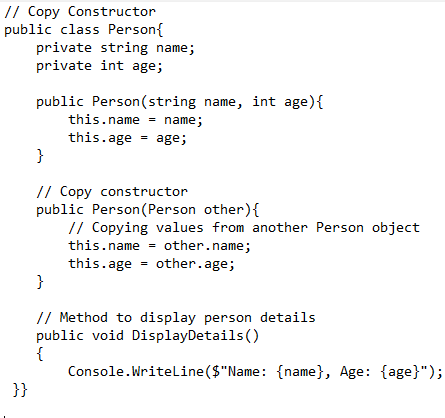 // Copy Constructor
public class Person{
    private string name;
    private int age;

    public Person(string name, int age){
        this.name = name;
        this.age = age;
    }

    // Copy constructor
    public Person(Person other){
        // Copying values from another Person object
        this.name = other.name;
        this.age = other.age;
    }

    // Method to display person details
    public void DisplayDetails()
    {
        Console.WriteLine($"Name: {name}, Age: {age}");
 }}